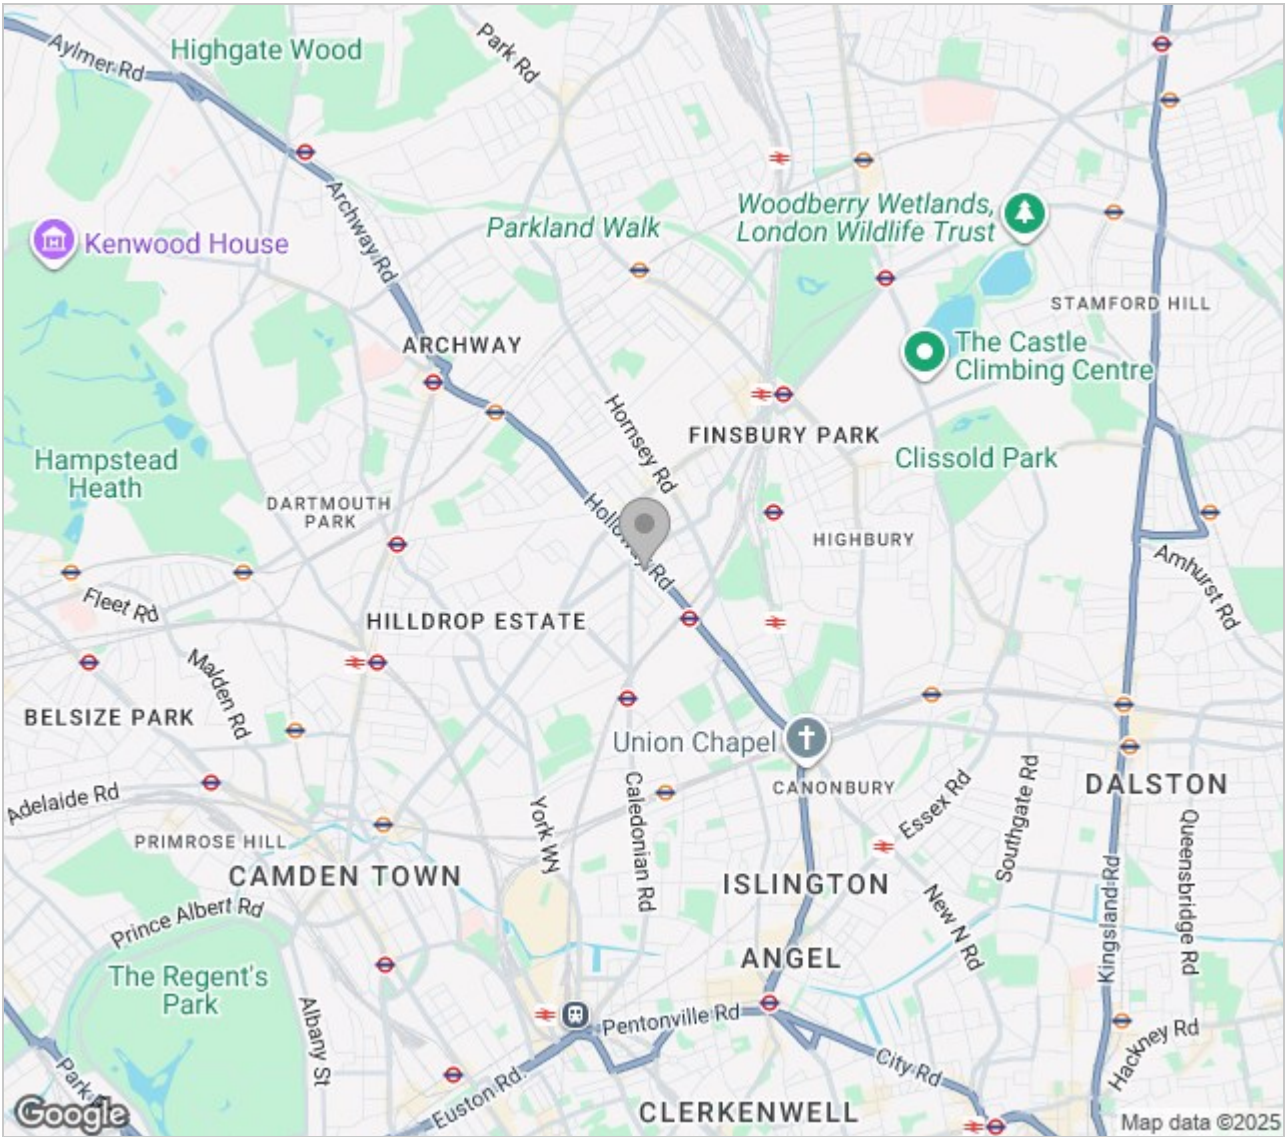 Aylmer Rd
Highgate Wood
Park Rd
Archway Rd
Kenwood House
Parkland Walk
Woodberry Wetlands,
London Wildlife Trust
STAMFORD HILL
ARCHWAY
The Castle
Climbing Centre
Hornsey Rd
FINSBURY PARK
Clissold Park
Hampstead
Heath
DARTMOUTH
PARK
Holloway Rd
HIGHBURY
Amhurst Rd
Fleet Rd
HILLDROP ESTATE
Malden Rd
BELSIZE PARK
Union Chapel
CANONBURY
DALSTON
Adelaide Rd
York Wy
Caledonian Rd
Essex Rd
Southgate Rd
Queensbridge Rd
PRIMROSE HILL
CAMDEN TOWN
ISLINGTON
Prince Albert Rd
New N Rd
Kingsland Rd
ANGEL
The Regent's
Park
Albany St
Pentonville Rd
City Rd
Hackney Rd
Park
Euston Rd
CLERKENWELL
Google
Map data ©2025